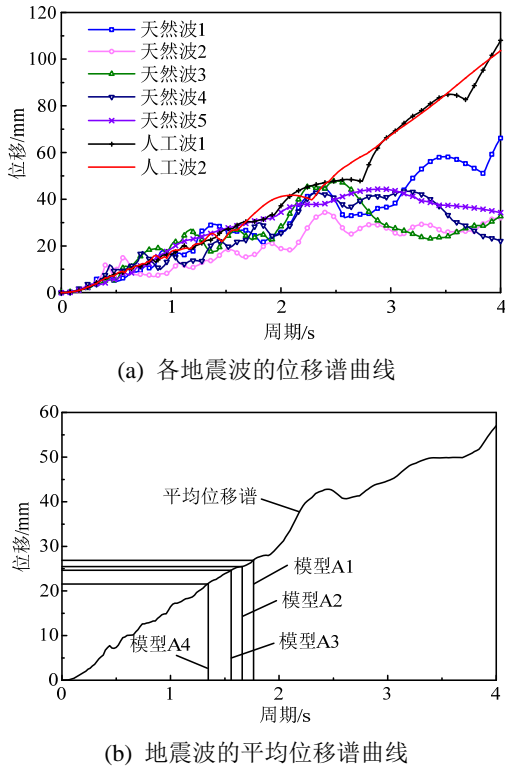 120
100
80
60
40
20
0
位移/mm
天然波1
天然波2
天然波3
天然波4
天然波5
人工波1
人工波2
0 1 2 3 4
周期/s
(a) 各地震波的位移谱曲线
60
50
40
30
20
10
0
位移/mm
平均位移谱
模型A1
模型A2
模型A3
模型A4
0 1 2 3 4
周期/s
(b) 地震波的平均位移谱曲线